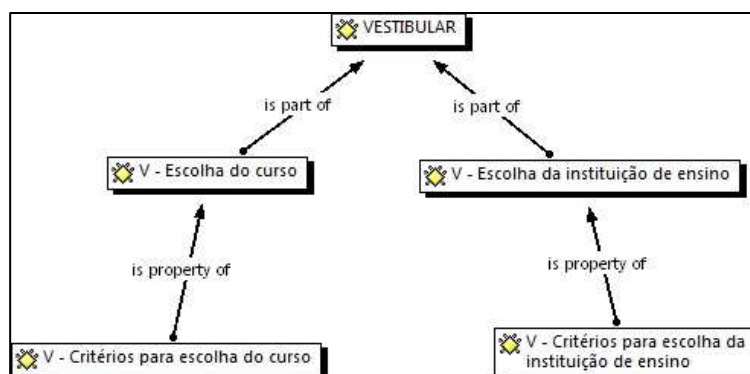 VESTIBULAR
is part of
is part of
V - Escolha do curso
V - Escolha da instituição de ensino
is property of
is property of
V - Critérios para escolha do curso
V - Critérios para escolha da
instituição de ensino